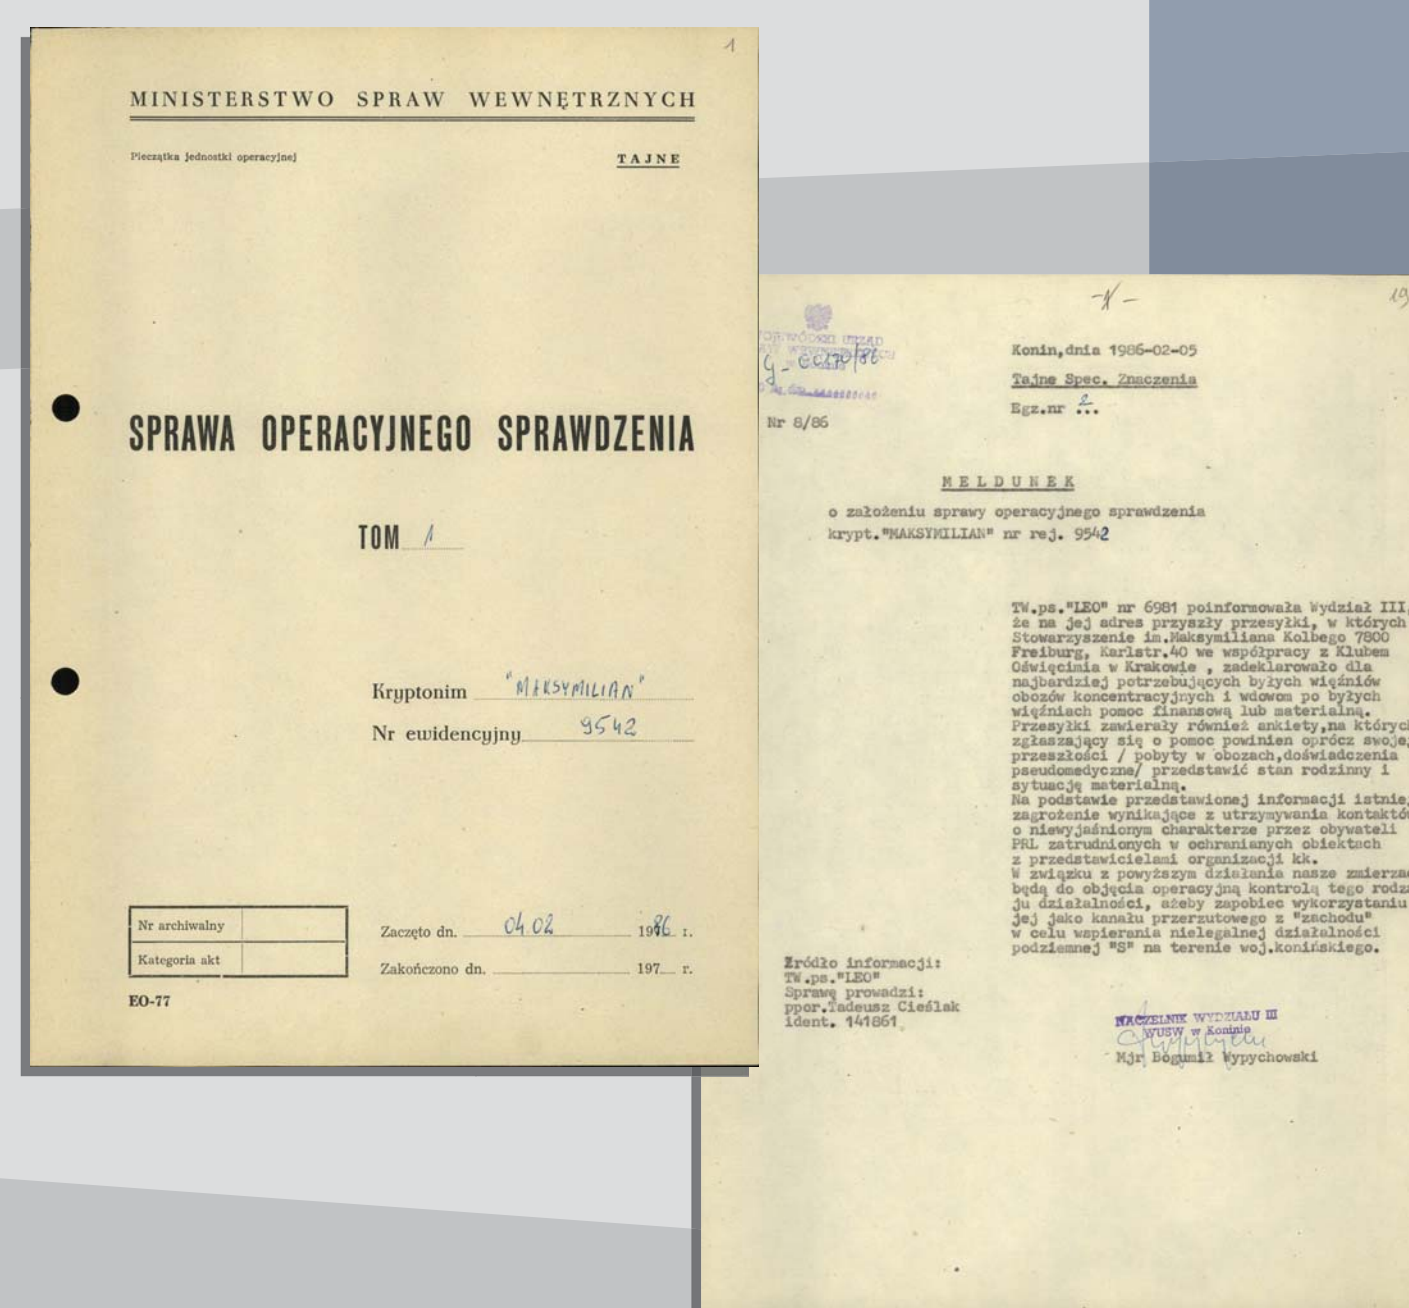 1
MINISTERSTWO SPRAW WEWNĘTRZNYCH
Pieczątka jednostki operacyjnej
TAJNE
SPRAWA OPERACYJNEGO SPRAWDZENIA
TOM 1
Kryptonim "MAKSYMILIAN"
Nr ewidencyjny 9542
Nr archiwalny
Kategoria akt
Zaczęto dn. 04.02 1986 r.
Zakończono dn. 197 r.
EO-77
Konin,dnia 1986-02-05
Tajne Spec. Znaczenia
Egz.nr 2
Nr 8/86
MELDUNEK
o założeniu sprawy operacyjnego sprawdzenia
krypt."MAKSYMILIAN" nr rej. 9542
TW.ps."LEO" nr 6981 poinformowała Wydział III,
że na jej adres przyszły przesyłki, w których
Stowarzyszenie im.Maksymiliana Kolbego 7800
Freiburg, Karlstr.40 we współpracy z Klubem
Oświęcimia w Krakowie , zadeklarowało dla
najbardziej potrzebujących byłych więźniów
obozów koncentracyjnych i wdowom po byłych
więźniach pomoc finansową lub materialną.
Przesyłki zawierały również ankiety,na których
zgłaszający się o pomoc powinien oprócz swojej
przeszłości / pobyty w obozach,doświadczenia
pseudomedyczne/ przedstawić stan rodzinny i
sytuację materialną.
Na podstawie przedstawionej informacji istnie
zagrożenie wynikające z utrzymywania kontaktów
o niewyjaśnionym charakterze przez obywateli
PRL zatrudnionych w ochranianych obiektach
z przedstawicielami organizacji kk.
W związku z powyższym działania nasze zmierzać
będą do objęcia operacyjną kontrolą tego rodza
ju działalności, ażeby zapobiec wykorzystaniu
jej jako kanału przerzutowego z "zachodu"
w celu wspierania nielegalnej działalności
podziemnej "S" na terenie woj.konińskiego.
Źródło informacji:
TW.ps."LEO"
Sprawę prowadzi:
ppor.Tadeusz Cieślak
ident. 141861
NACZELNIK WYDZIAŁU III
WUSW w Koninie
Mjr Bogumił Wypychowski